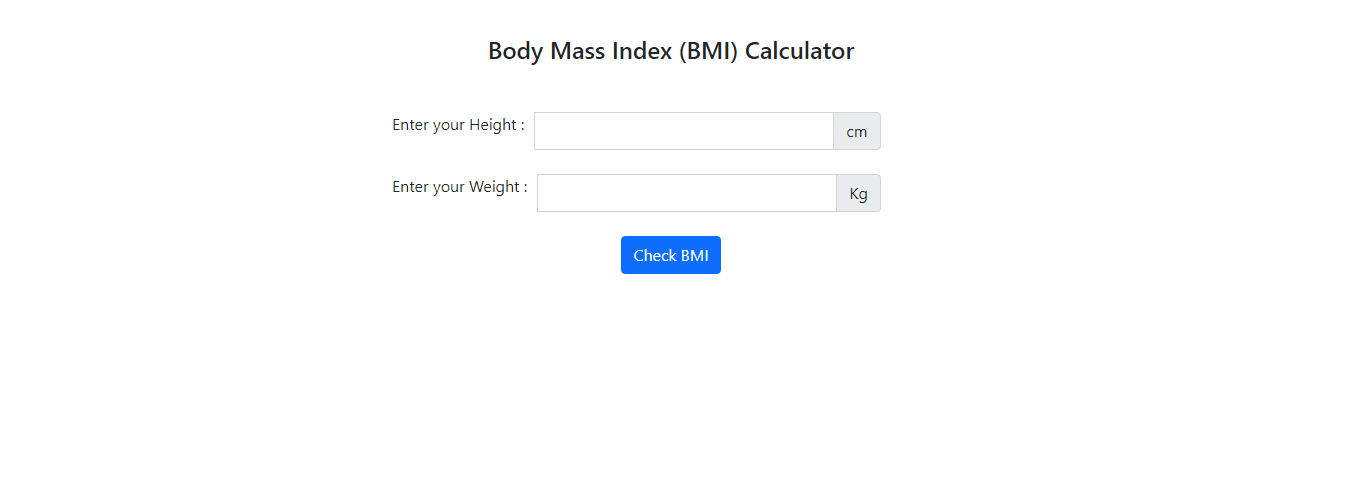 Body Mass Index (BMI) Calculator
Enter your Height : cm
Enter your Weight : Kg
Check BMI